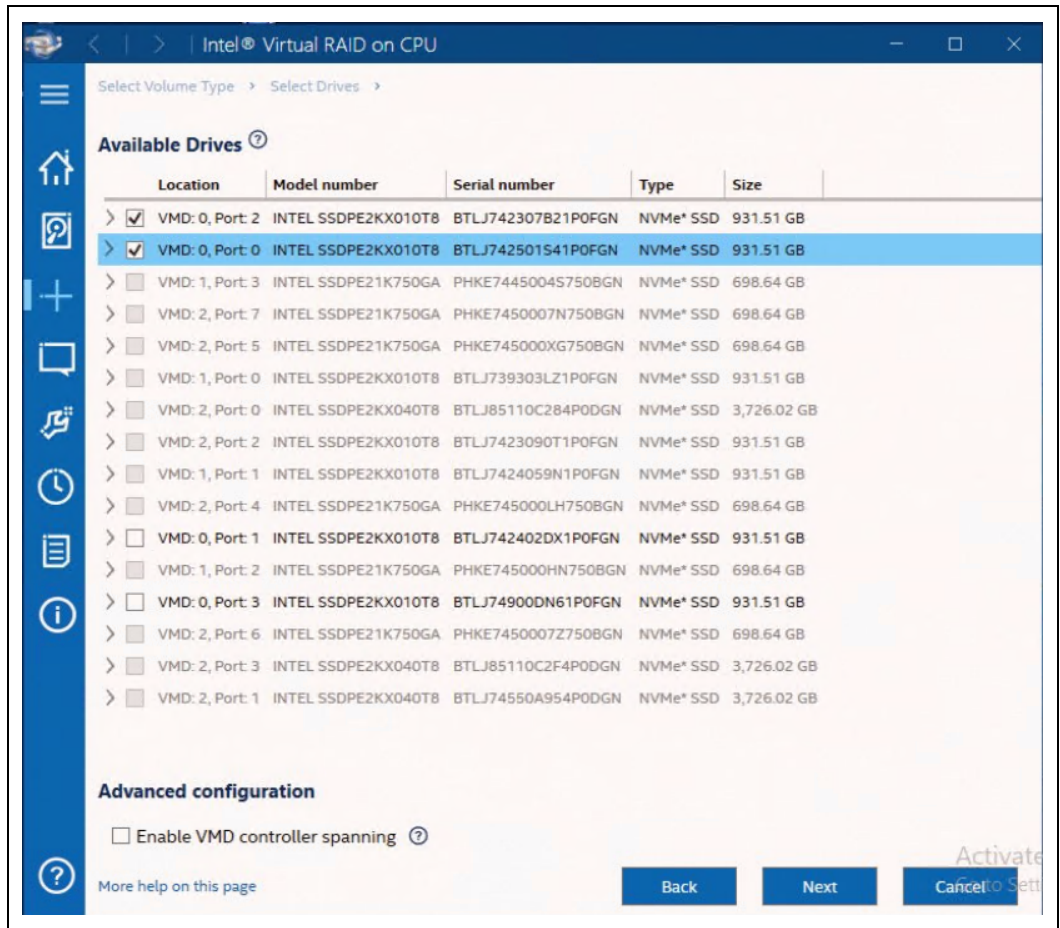 Intel® Virtual RAID on CPU
Select Volume Type > Select Drives >
Available Drives ?
Location Model number Serial number Type Size
VMD: 0, Port: 2 INTEL SSDPE2KX010T8 BTLJ742307B21P0FGN NVMe* SSD 931.51 GB
VMD: 0, Port: 0 INTEL SSDPE2KX010T8 BTLJ742501S41P0FGN NVMe* SSD 931.51 GB
VMD: 1, Port: 3 INTEL SSDPE21K750GA PHKE7445004S750BGN NVMe* SSD 698.64 GB
VMD: 2, Port: 7 INTEL SSDPE21K750GA PHKE7450007N750BGN NVMe* SSD 698.64 GB
VMD: 2, Port: 5 INTEL SSDPE21K750GA PHKE745000XG750BGN NVMe* SSD 698.64 GB
VMD: 1, Port: 0 INTEL SSDPE2KX010T8 BTLJ739303LZ1P0FGN NVMe* SSD 931.51 GB
VMD: 2, Port: 0 INTEL SSDPE2KX040T8 BTLJ85110C284P0DGN NVMe* SSD 3,726.02 GB
VMD: 2, Port: 2 INTEL SSDPE2KX010T8 BTLJ7423090T1P0FGN NVMe* SSD 931.51 GB
VMD: 1, Port: 1 INTEL SSDPE2KX010T8 BTLJ7424059N1P0FGN NVMe* SSD 931.51 GB
VMD: 2, Port: 4 INTEL SSDPE21K750GA PHKE745000LH750BGN NVMe* SSD 698.64 GB
VMD: 0, Port: 1 INTEL SSDPE2KX010T8 BTLJ742402DX1P0FGN NVMe* SSD 931.51 GB
VMD: 1, Port: 2 INTEL SSDPE21K750GA PHKE745000HN750BGN NVMe* SSD 698.64 GB
VMD: 0, Port: 3 INTEL SSDPE2KX010T8 BTLJ74900DN61P0FGN NVMe* SSD 931.51 GB
VMD: 2, Port: 6 INTEL SSDPE21K750GA PHKE7450007Z750BGN NVMe* SSD 698.64 GB
VMD: 2, Port: 3 INTEL SSDPE2KX040T8 BTLJ85110C2F4P0DGN NVMe* SSD 3,726.02 GB
VMD: 2, Port: 1 INTEL SSDPE2KX040T8 BTLJ74550A954P0DGN NVMe* SSD 3,726.02 GB
Advanced configuration
Enable VMD controller spanning ?
Activate
More help on this page Back Next Cancel to Sett